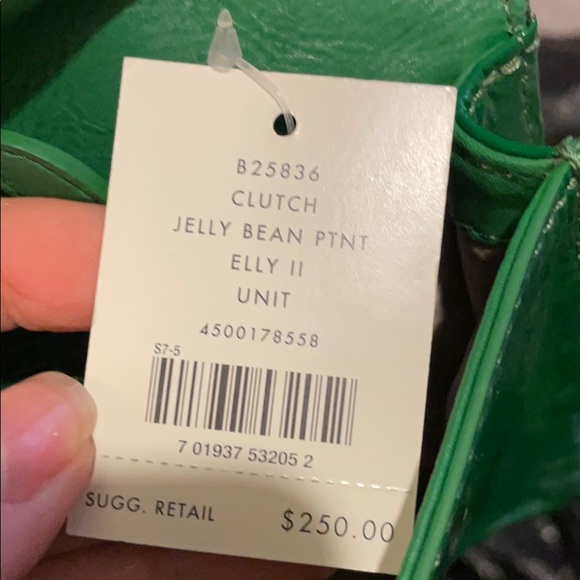 B25836
CLUTCH
JELLY BEAN PTNT
ELLY II
UNIT
4500178558
S7-5
7 01937 53205 2
SUGG. RETAIL $250.00